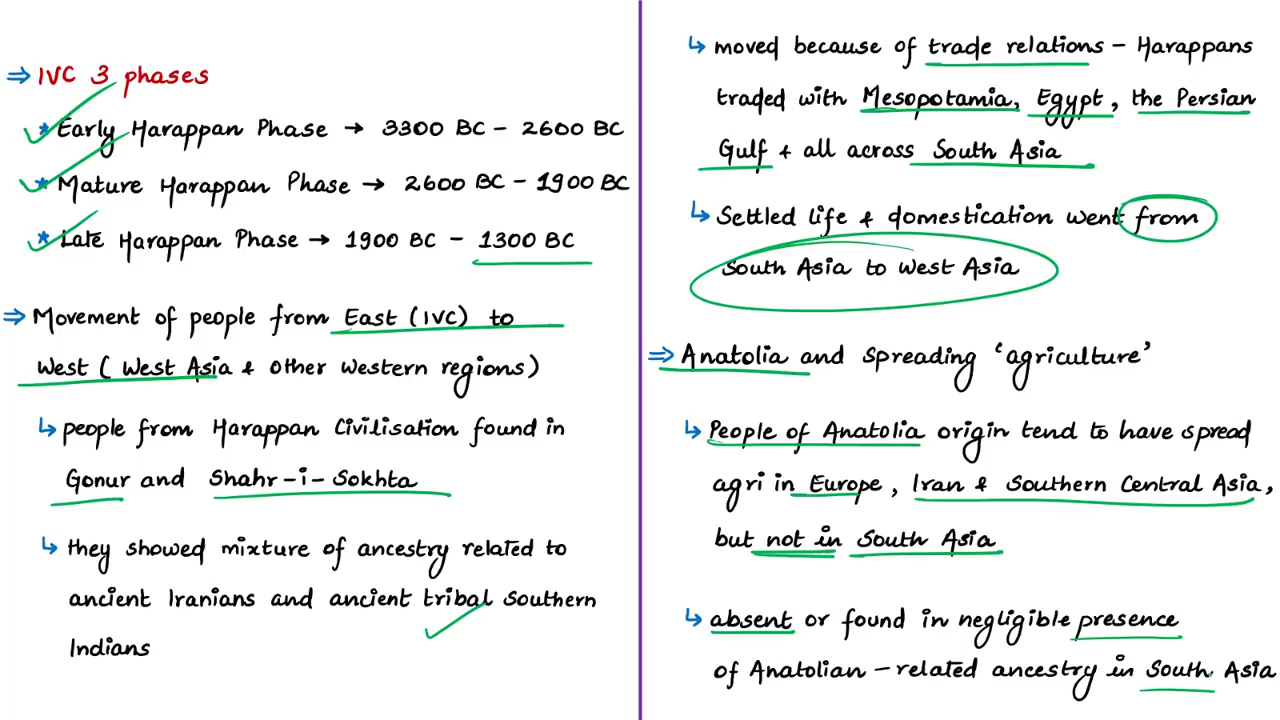 ⇒ IVC 3 phases
* Early Harappan Phase → 3300 BC - 2600 BC
* Mature Harappan Phase → 2600 BC - 1900 BC
* Late Harappan Phase → 1900 BC - 1300 BC
⇒ Movement of people from East (IVC) to
West ( West Asia & other western regions)
↳ people from Harappan Civilisation found in
Gonur and Shahr-i-Sokhta
↳ they showed mixture of ancestry related to
ancient Iranians and ancient tribal Southern
Indians
↳ moved because of trade relations - Harappans
traded with Mesopotamia, Egypt, the Persian
Gulf + all across South Asia
↳ Settled life & domestication went from
South Asia to West Asia
⇒ Anatolia and spreading 'agriculture'
↳ People of Anatolia origin tend to have spread
agri in Europe, Iran & Southern Central Asia,
but not in South Asia
↳ absent or found in negligible presence
of Anatolian-related ancestry in South Asia